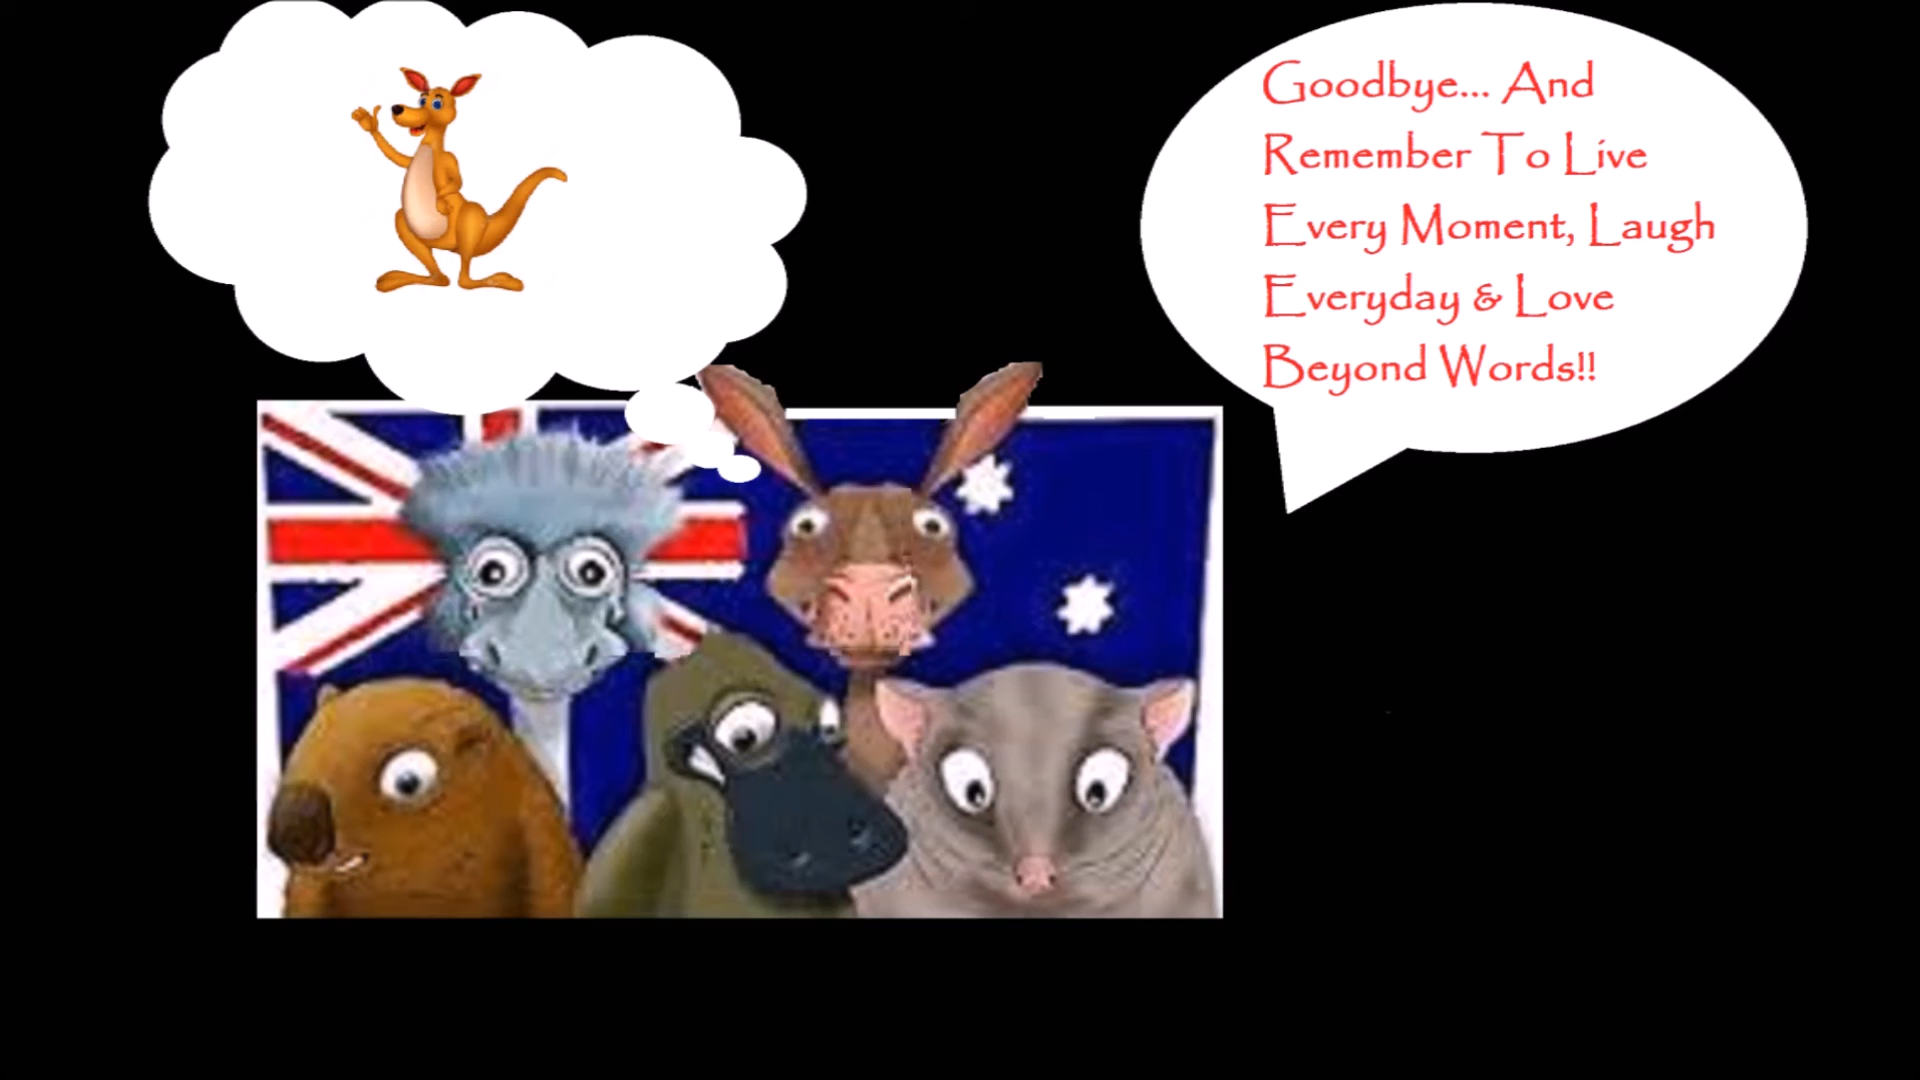 Goodbye... And
Remember To Live
Every Moment, Laugh
Everyday & Love
Beyond Words!!